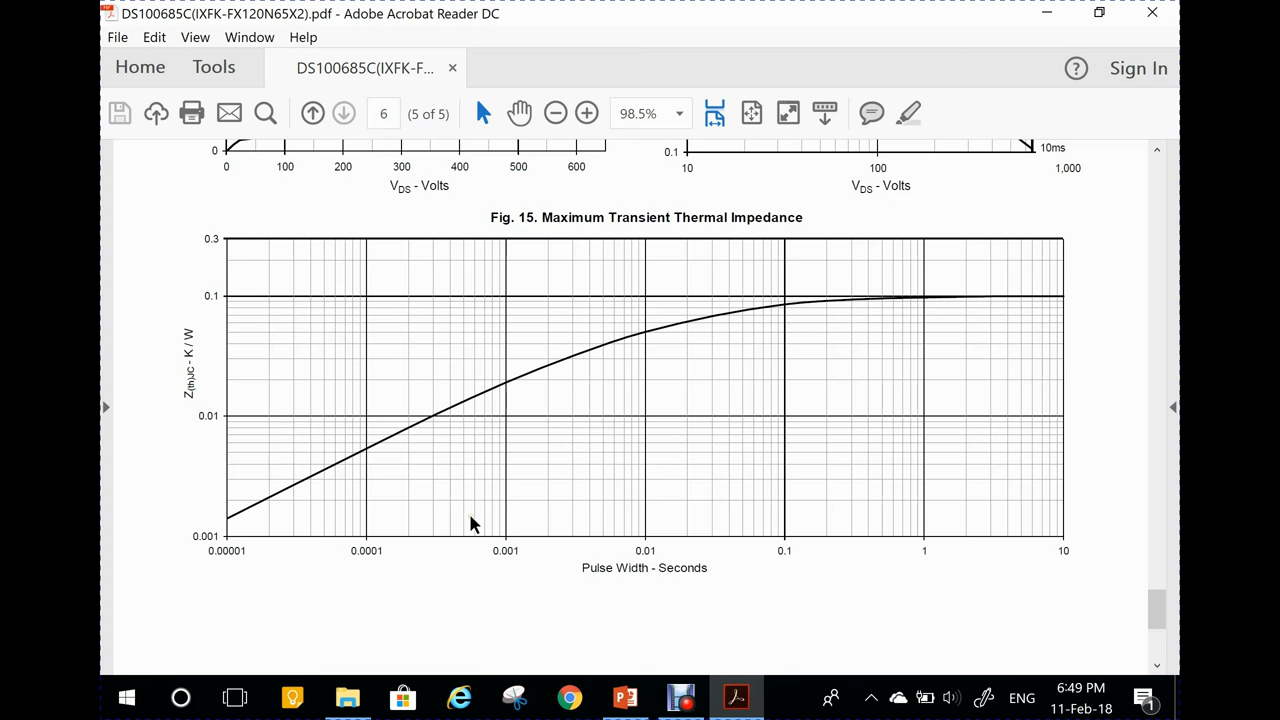 DS100685C(IXFK-FX120N65X2).pdf - Adobe Acrobat Reader DC
File Edit View Window Help
Home Tools DS100685C(IXFK-F... × Sign In
6 (5 of 5) 98.5%
0 0.1 10ms
0 100 200 300 400 500 600 10 100 1,000
VDS - Volts VDS - Volts
Fig. 15. Maximum Transient Thermal Impedance
0.3
0.1
Z(th)JC - K / W
0.01
0.001
0.00001 0.0001 0.001 0.01 0.1 1 10
Pulse Width - Seconds
ENG 6:49 PM
11-Feb-18 1